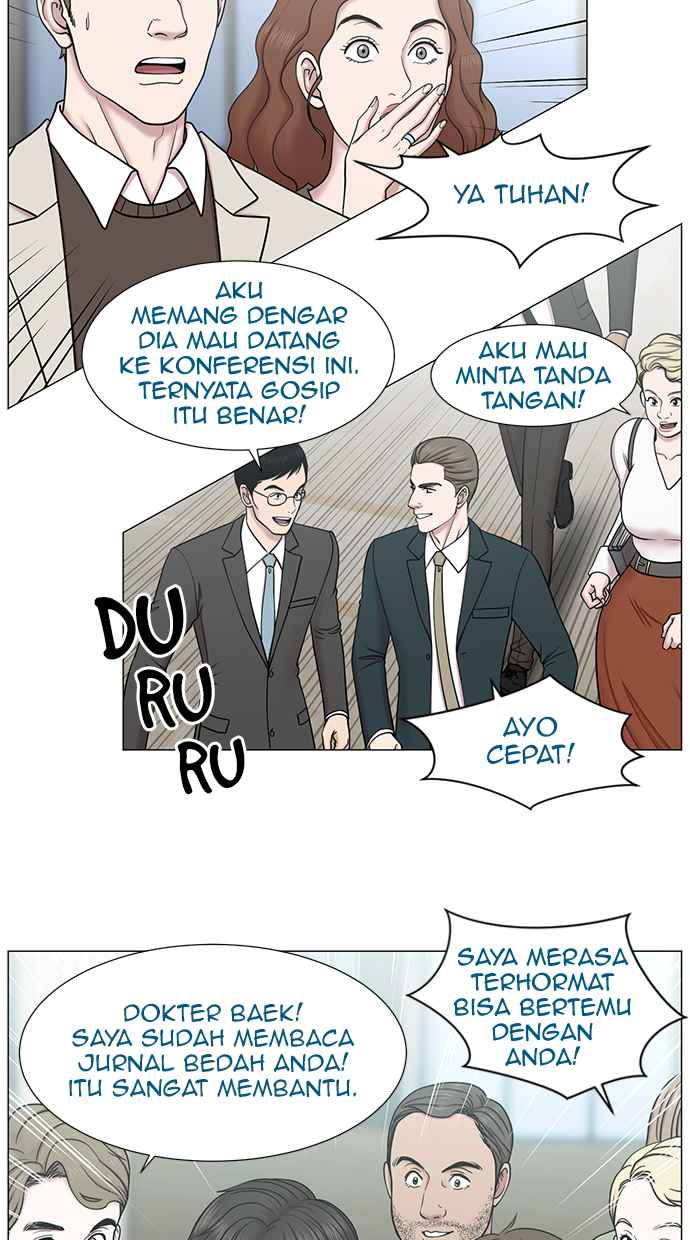 YA TUHAN!
AKU
MEMANG DENGAR
DIA MAU DATANG
KE KONFERENSI INI.
TERNYATA GOSIP
ITU BENAR!
AKU MAU
MINTA TANDA
TANGAN!
DU
RU
RU
AYO
CEPAT!
DOKTER BAEK!
SAYA SUDAH MEMBACA
JURNAL BEDAH ANDA!
ITU SANGAT MEMBANTU.
SAYA MERASA
TERHORMAT
BISA BERTEMU
DENGAN
ANDA!